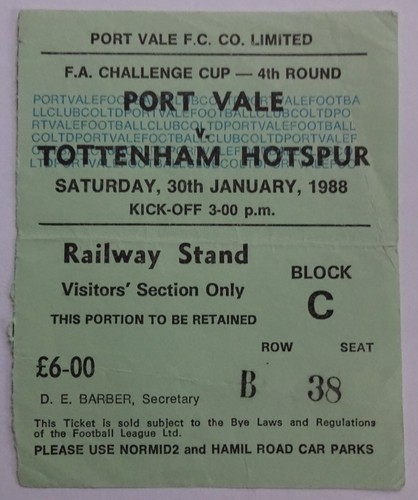 PORT VALE F.C. CO. LIMITED
F.A. CHALLENGE CUP — 4th ROUND
PORT VALE
v.
TOTTENHAM HOTSPUR
SATURDAY, 30th JANUARY, 1988
KICK-OFF 3-00 p.m.
Railway Stand
Visitors' Section Only
THIS PORTION TO BE RETAINED
BLOCK
C
ROW SEAT
£6-00
B 38
D. E. BARBER, Secretary
This Ticket is sold subject to the Bye Laws and Regulations
of the Football League Ltd.
PLEASE USE NORMID2 and HAMIL ROAD CAR PARKS